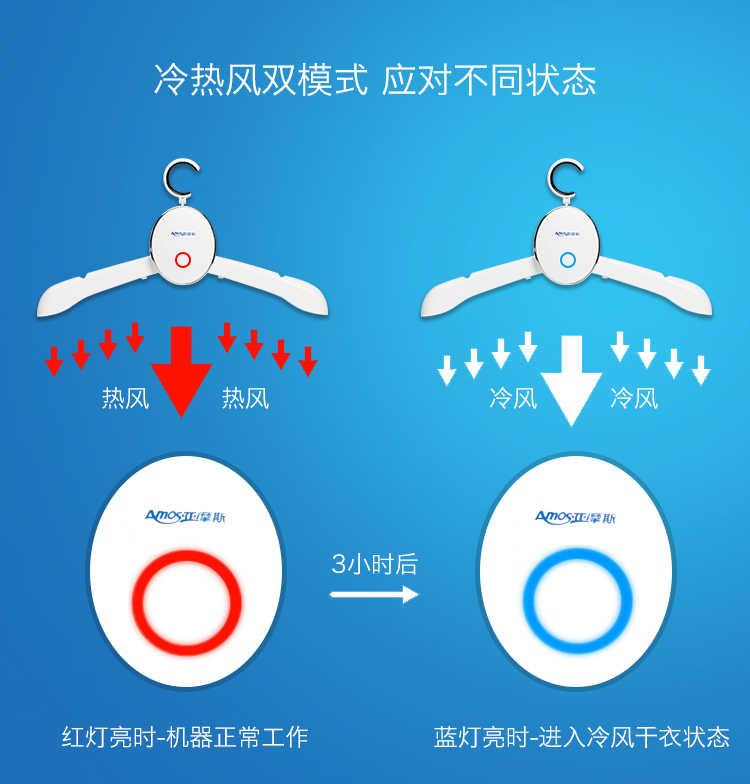 冷热风双模式 应对不同状态
Amos亚摩斯
Amos亚摩斯
热风
热风
冷风
冷风
Amos亚摩斯
Amos亚摩斯
3小时后
红灯亮时-机器正常工作
蓝灯亮时-进入冷风干衣状态